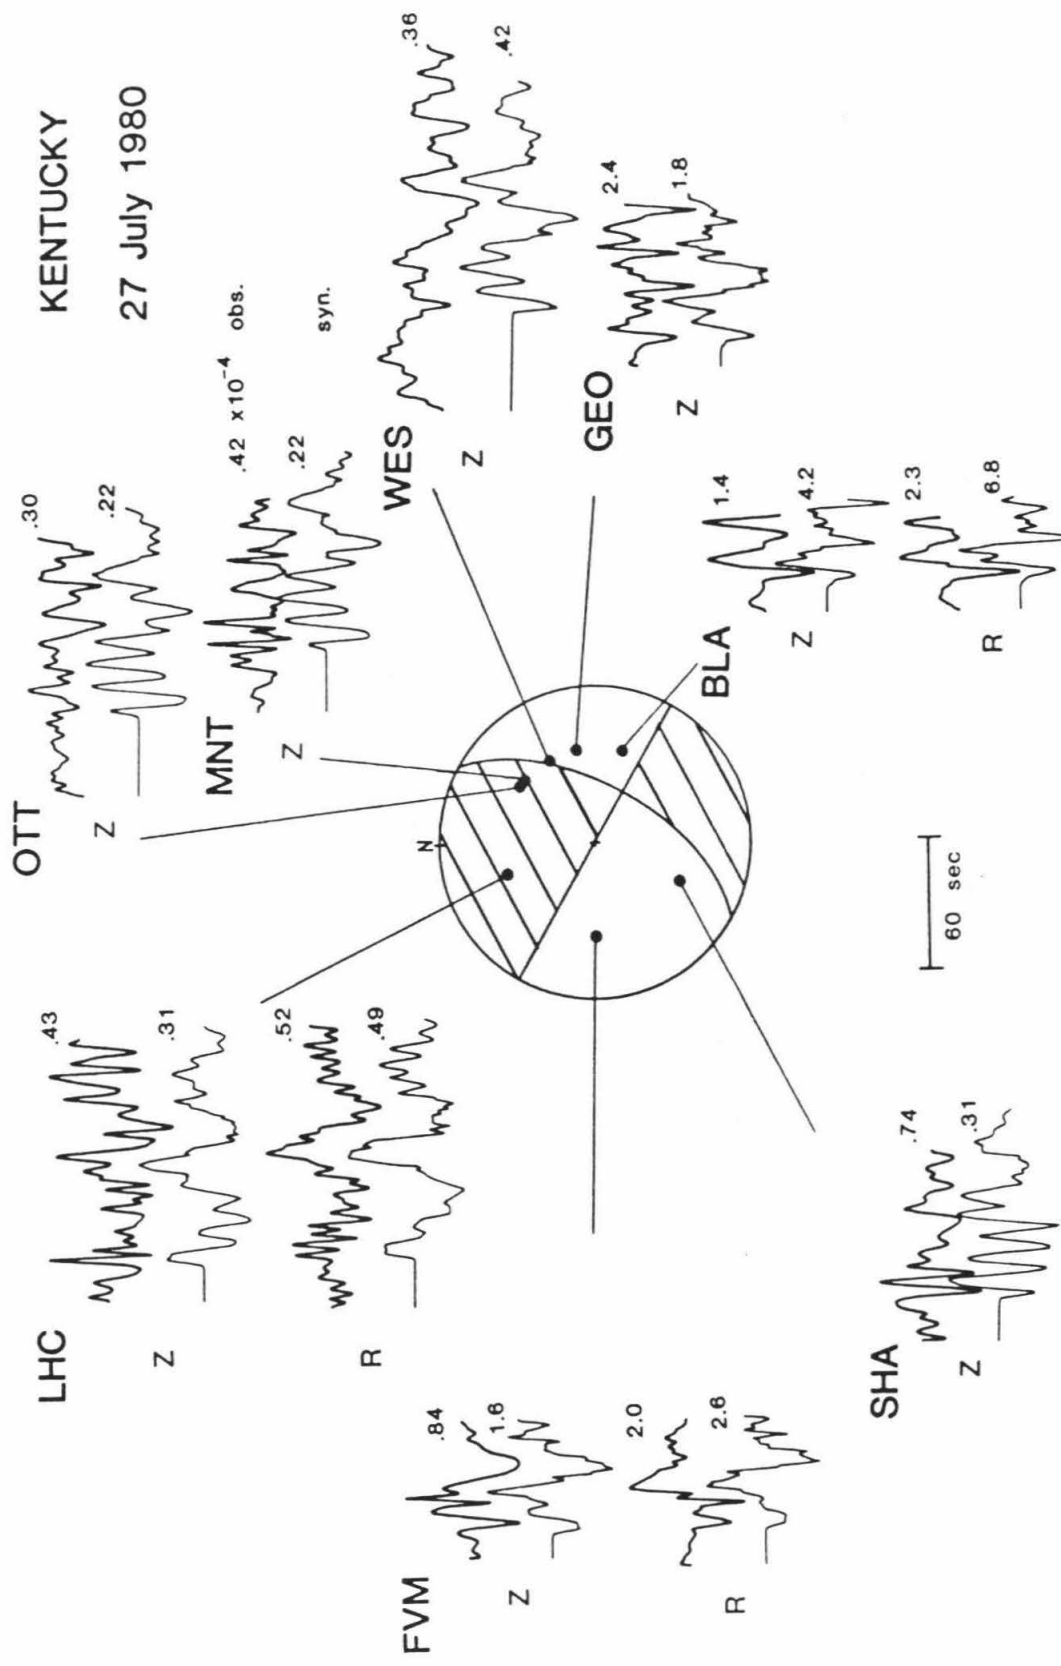 KENTUCKY
27 July 1980
OTT
Z
.30
.22
MNT
Z
.42 x10⁻⁴ obs.
.22 syn.
WES
Z
.36
.42
GEO
Z
2.4
1.8
BLA
Z
1.4
4.2
R
2.3
6.8
LHC
Z
.43
.31
R
.52
.49
N
FVM
Z
.84
1.6
R
2.0
2.6
SHA
Z
.74
.31
60 sec